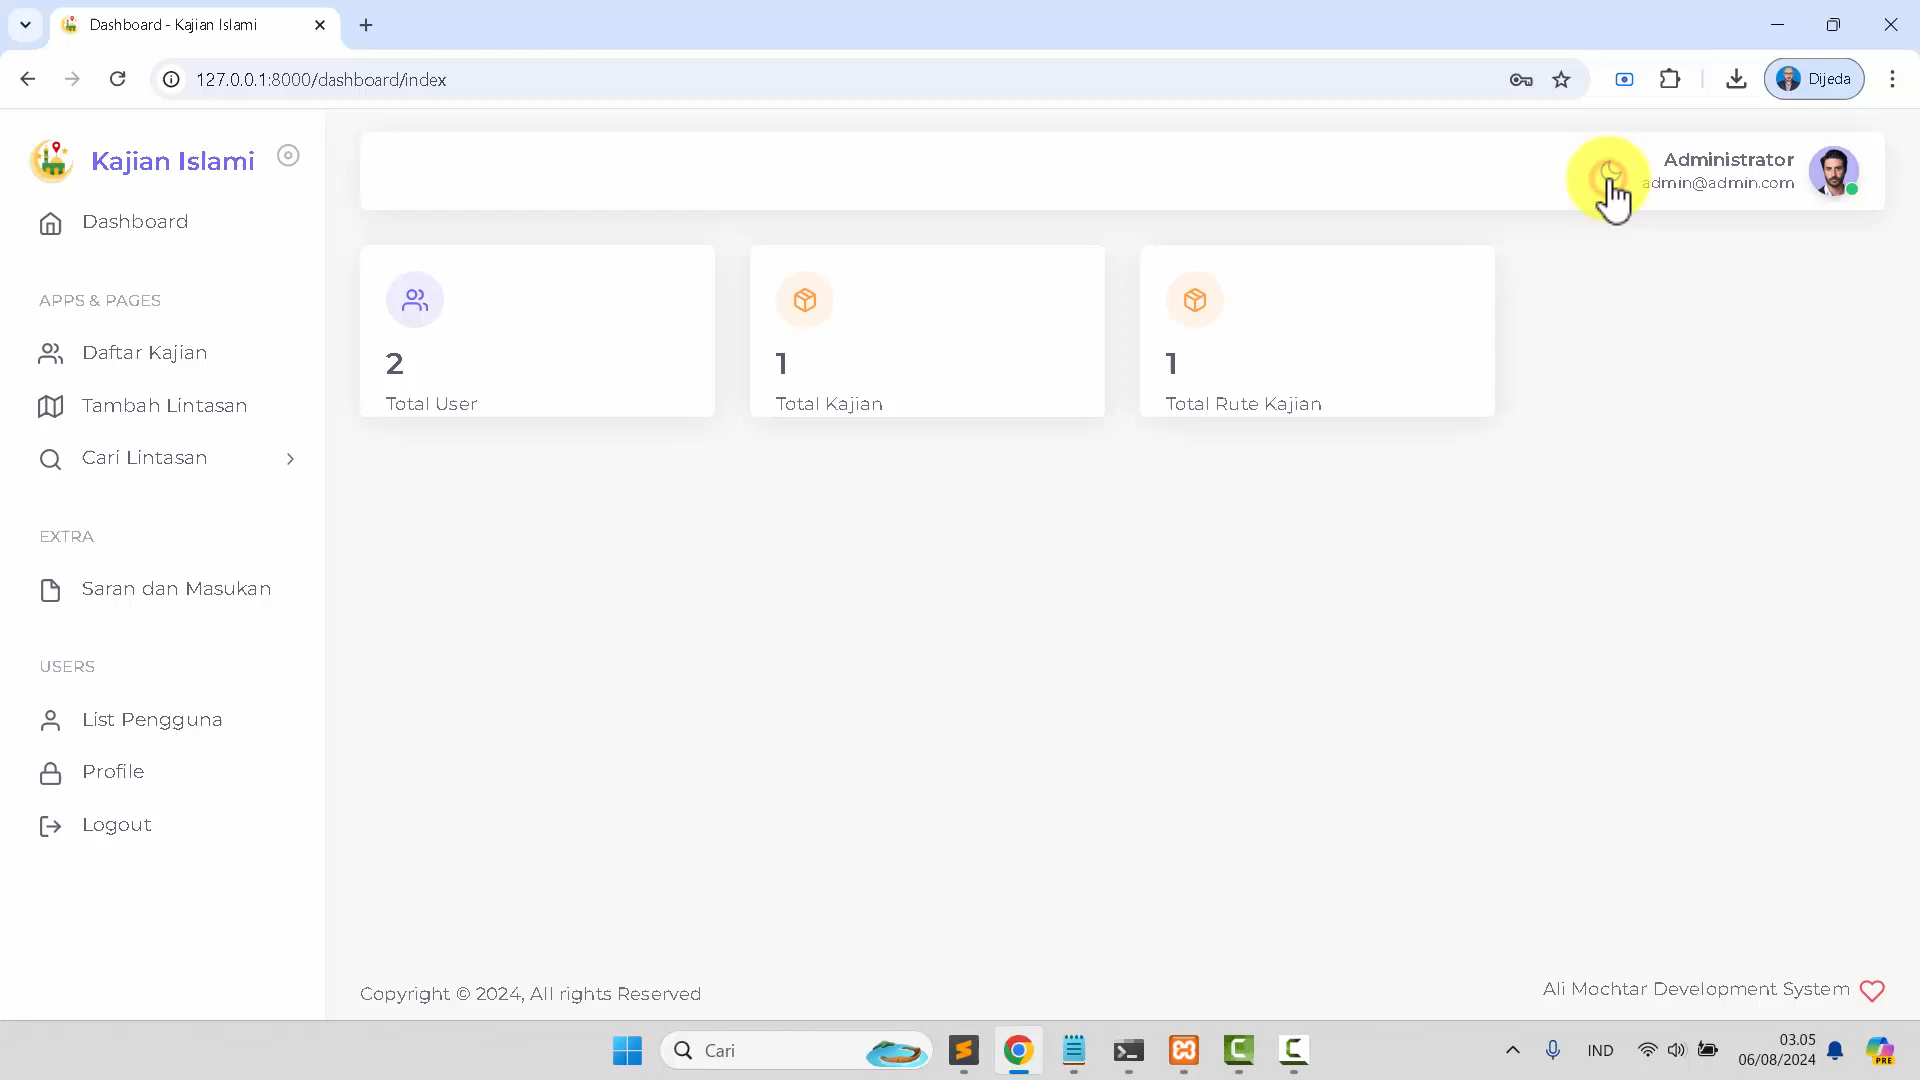 Dashboard - Kajian Islami
127.0.0.1:8000/dashboard/index
Dijeda
Kajian Islami
Dashboard
APPS & PAGES
Daftar Kajian
Tambah Lintasan
Cari Lintasan
EXTRA
Saran dan Masukan
USERS
List Pengguna
Profile
Logout
Administrator
admin@admin.com
2
Total User
1
Total Kajian
1
Total Rute Kajian
Copyright © 2024, All rights Reserved
Ali Mochtar Development System
Cari
IND
03.05
06/08/2024
PRE